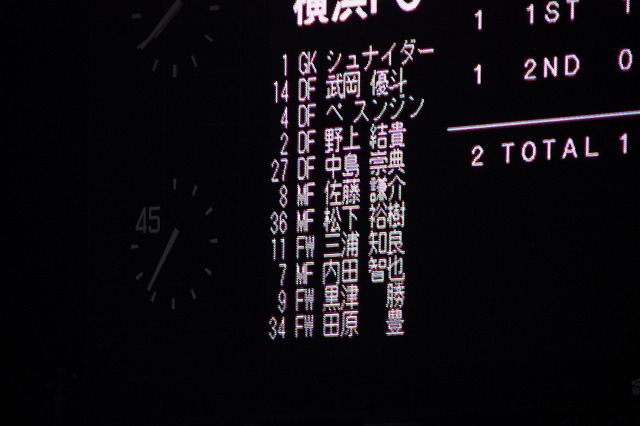 横浜FC
1 GK シュナイダー
14 DF 武岡 優斗
4 DF ベ スンジン
2 DF 野上 結貴
27 DF 中島 崇典
8 MF 佐藤 謙介
36 MF 松下 裕樹
11 FW 三浦 知良
7 MF 内田 智也
9 FW 黒津 勝
34 FW 田原 豊
1 1ST 1
1 2ND 0
2 TOTAL 1
45